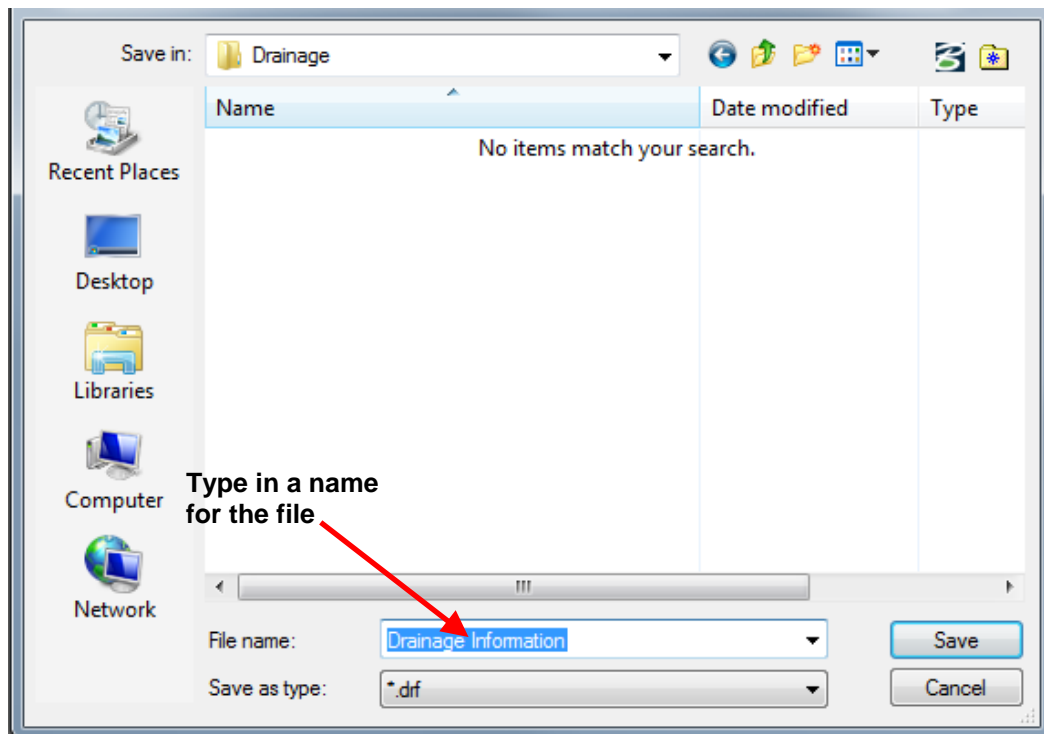 Save in: Drainage
Name Date modified Type
No items match your search.
Recent Places
Desktop
Libraries
Computer
Network
Type in a name
for the file
File name: Drainage Information Save
Save as type: *.drf Cancel